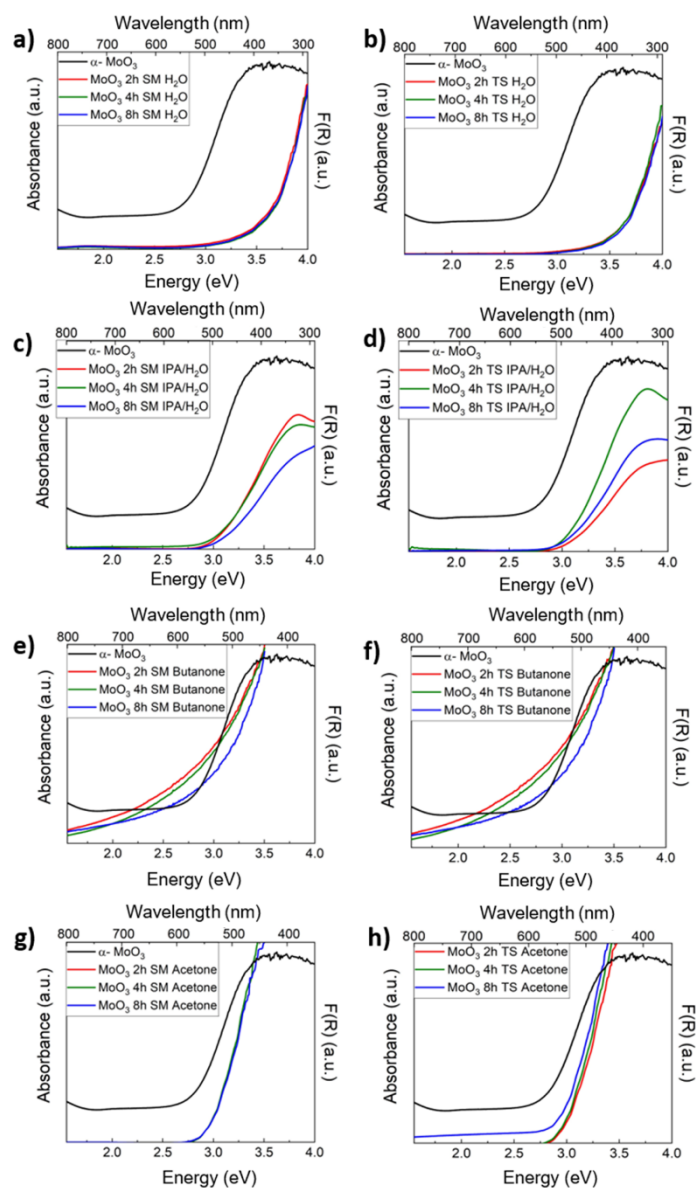 a)
Wavelength (nm)
800 700 600 500 400 300
α- MoO₃
MoO₃ 2h SM H₂O
MoO₃ 4h SM H₂O
MoO₃ 8h SM H₂O
Absorbance (a.u.)
F(R) (a.u.)
2.0 2.5 3.0 3.5 4.0
Energy (eV)
b)
Wavelength (nm)
800 700 600 500 400 300
α- MoO₃
MoO₃ 2h TS H₂O
MoO₃ 4h TS H₂O
MoO₃ 8h TS H₂O
Absorbance (a.u)
F(R) (a.u.)
2.0 2.5 3.0 3.5 4.0
Energy (eV)
c)
Wavelength (nm)
800 700 600 500 400 300
α- MoO₃
MoO₃ 2h SM IPA/H₂O
MoO₃ 4h SM IPA/H₂O
MoO₃ 8h SM IPA/H₂O
Absorbance (a.u.)
F(R) (a.u.)
2.0 2.5 3.0 3.5 4.0
Energy (eV)
d)
Wavelength (nm)
800 700 600 500 400 300
α- MoO₃
MoO₃ 2h TS IPA/H₂O
MoO₃ 4h TS IPA/H₂O
MoO₃ 8h TS IPA/H₂O
Absorbance (a.u.)
F(R) (a.u.)
2.0 2.5 3.0 3.5 4.0
Energy (eV)
e)
Wavelength (nm)
800 700 600 500 400
α- MoO₃
MoO₃ 2h SM Butanone
MoO₃ 4h SM Butanone
MoO₃ 8h SM Butanone
Absorbance (a.u.)
F(R) (a.u.)
2.0 2.5 3.0 3.5 4.0
Energy (eV)
f)
Wavelength (nm)
800 700 600 500 400
α- MoO₃
MoO₃ 2h TS Butanone
MoO₃ 4h TS Butanone
MoO₃ 8h TS Butanone
Absorbance (a.u.)
F(R) (a.u.)
2.0 2.5 3.0 3.5 4.0
Energy (eV)
g)
Wavelength (nm)
800 700 600 500 400
α- MoO₃
MoO₃ 2h SM Acetone
MoO₃ 4h SM Acetone
MoO₃ 8h SM Acetone
Absorbance (a.u.)
F(R) (a.u.)
2.0 2.5 3.0 3.5 4.0
Energy (eV)
h)
Wavelength (nm)
800 700 600 500 400
MoO₃ 2h TS Acetone
MoO₃ 4h TS Acetone
MoO₃ 8h TS Acetone
Absorbance (a.u.)
F(R) (a.u.)
2.0 2.5 3.0 3.5 4.0
Energy (eV)